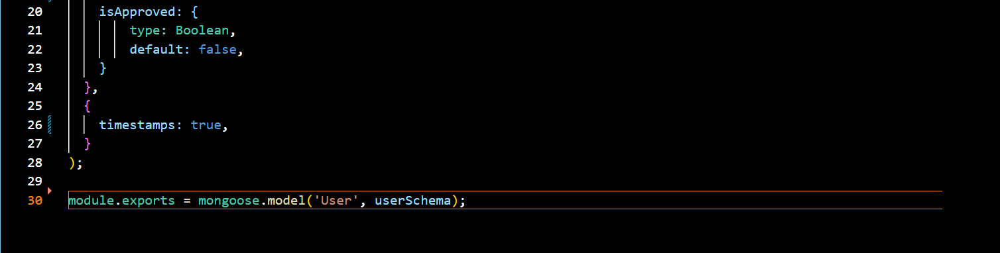 20 isApproved: {
21 type: Boolean,
22 default: false,
23 }
24 },
25 {
26 timestamps: true,
27 }
28 );
29
30 module.exports = mongoose.model('User', userSchema);